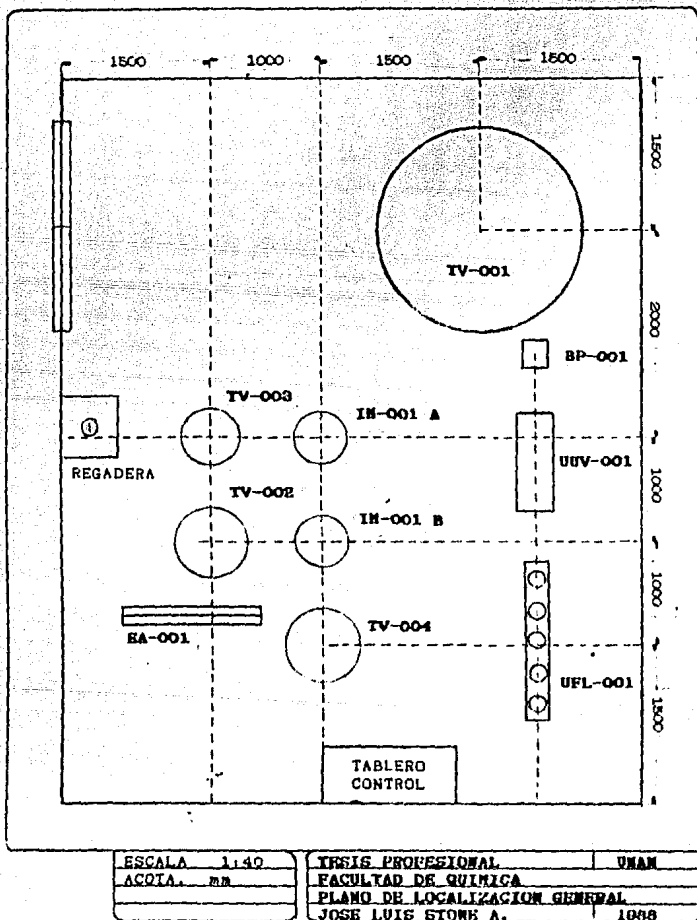 1500 1000 1500 1500
1500
TV-001
2000
BP-001
TV-003
IM-001 A
UUV-001
REGADERA
1000
TV-002
IM-001 B
1000
EA-001
TV-004
UFL-001
1500
TABLERO
CONTROL
ESCALA 1:40
ACOTA. mm
TESIS PROFESIONAL UNAM
FACULTAD DE QUIMICA
PLANO DE LOCALIZACION GENERAL
JOSE LUIS STONE A. 1988